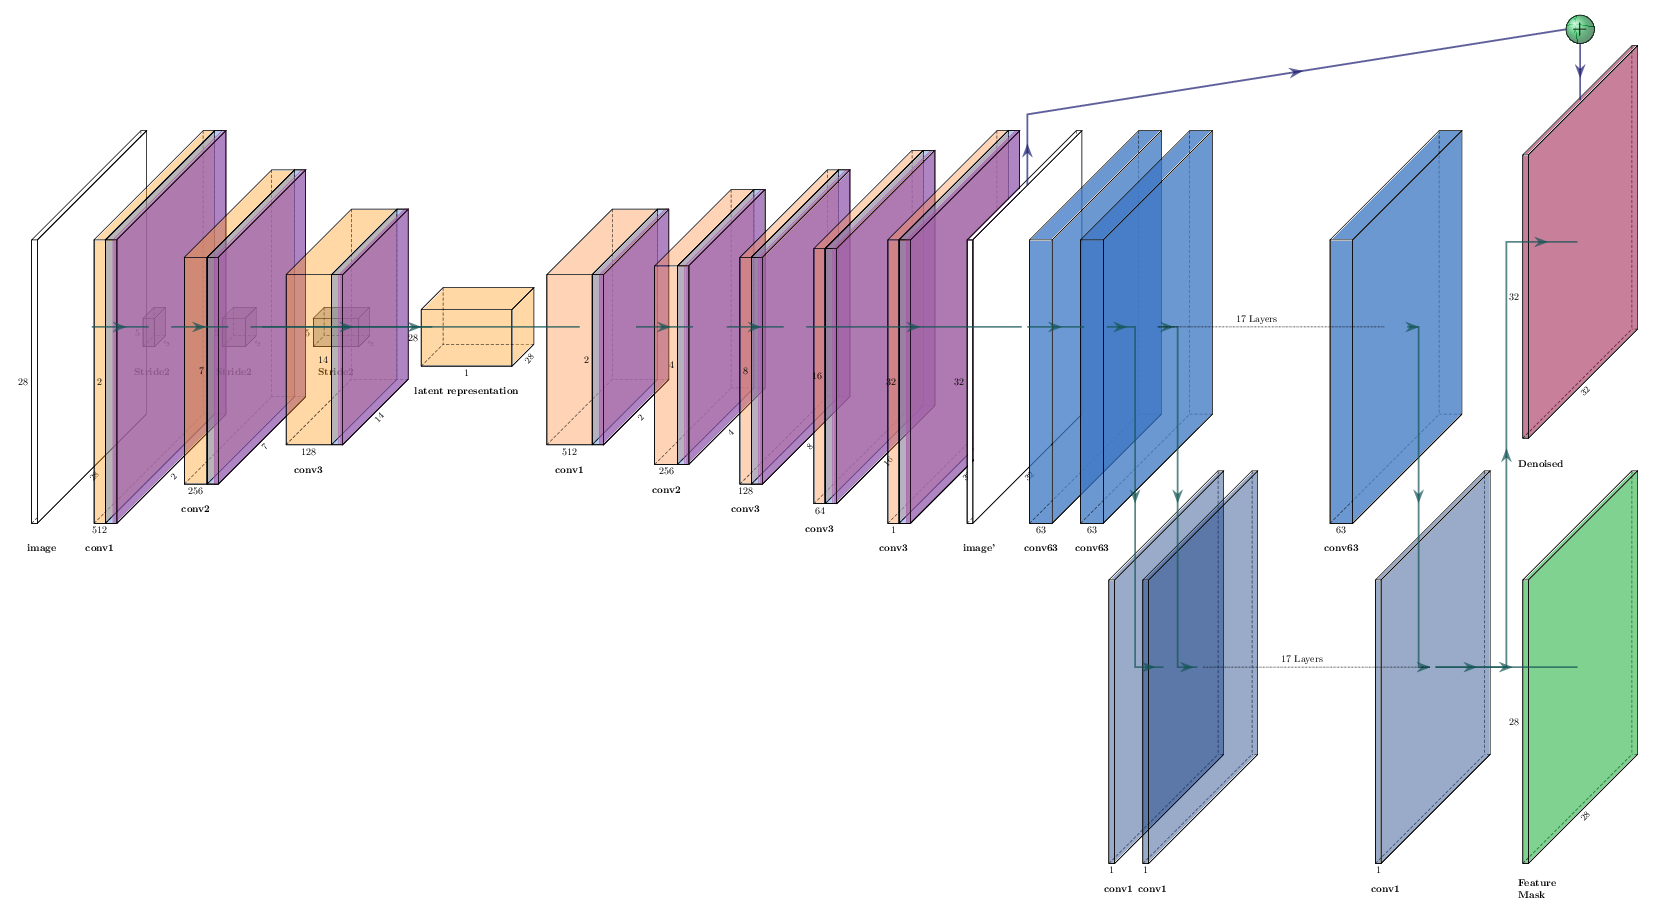 17 Layers
28
2
7
5
14
28
2
4
8
16
32
32
32
Stride2
Stride2
Stride2
28
1
latent representation
28
2
7
14
2
4
8
16
32
512
256
128
512
256
128
64
1
63
63
63
image
conv1
conv2
conv3
conv1
conv2
conv3
conv3
conv3
image'
conv63
conv63
conv63
Denoised
17 Layers
28
28
1
1
1
conv1
conv1
conv1
Feature
Mask